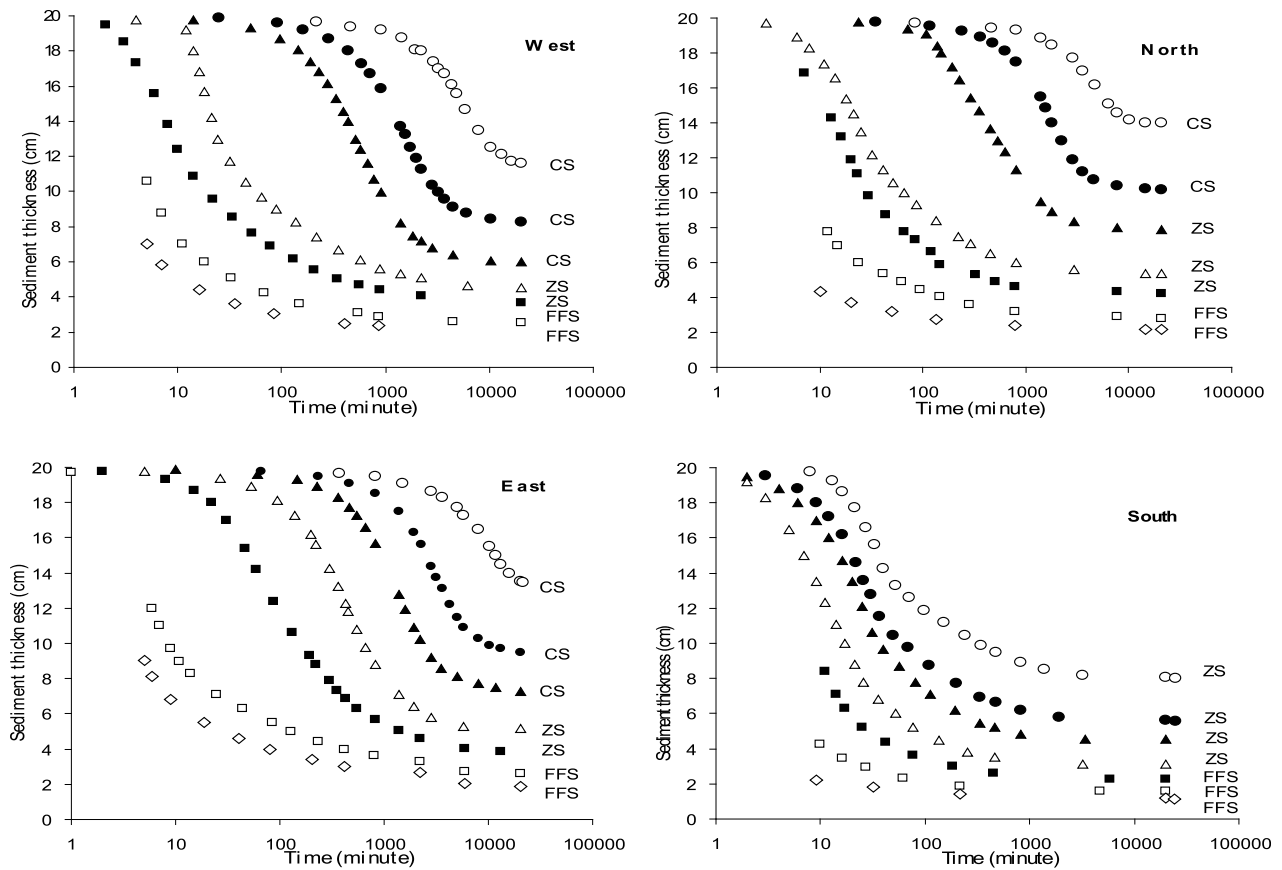 West
Sediment thickness (cm)
20
18
16
14
12
10
8
6
4
2
0
CS
CS
CS
ZS
ZS
FFS
FFS
1
10
100
1000
10000
100000
Time (minute)
North
Sediment thickness (cm)
20
18
16
14
12
10
8
6
4
2
0
CS
CS
ZS
ZS
ZS
FFS
FFS
1
10
100
1000
10000
100000
Time (minute)
East
Sediment thickness (cm)
20
18
16
14
12
10
8
6
4
2
0
CS
CS
CS
ZS
ZS
FFS
FFS
1
10
100
1000
10000
100000
Time (minute)
South
Sediment thickness (cm)
20
18
16
14
12
10
8
6
4
2
0
ZS
ZS
ZS
ZS
FFS
FFS
FFS
1
10
100
1000
10000
100000
Time (minute)